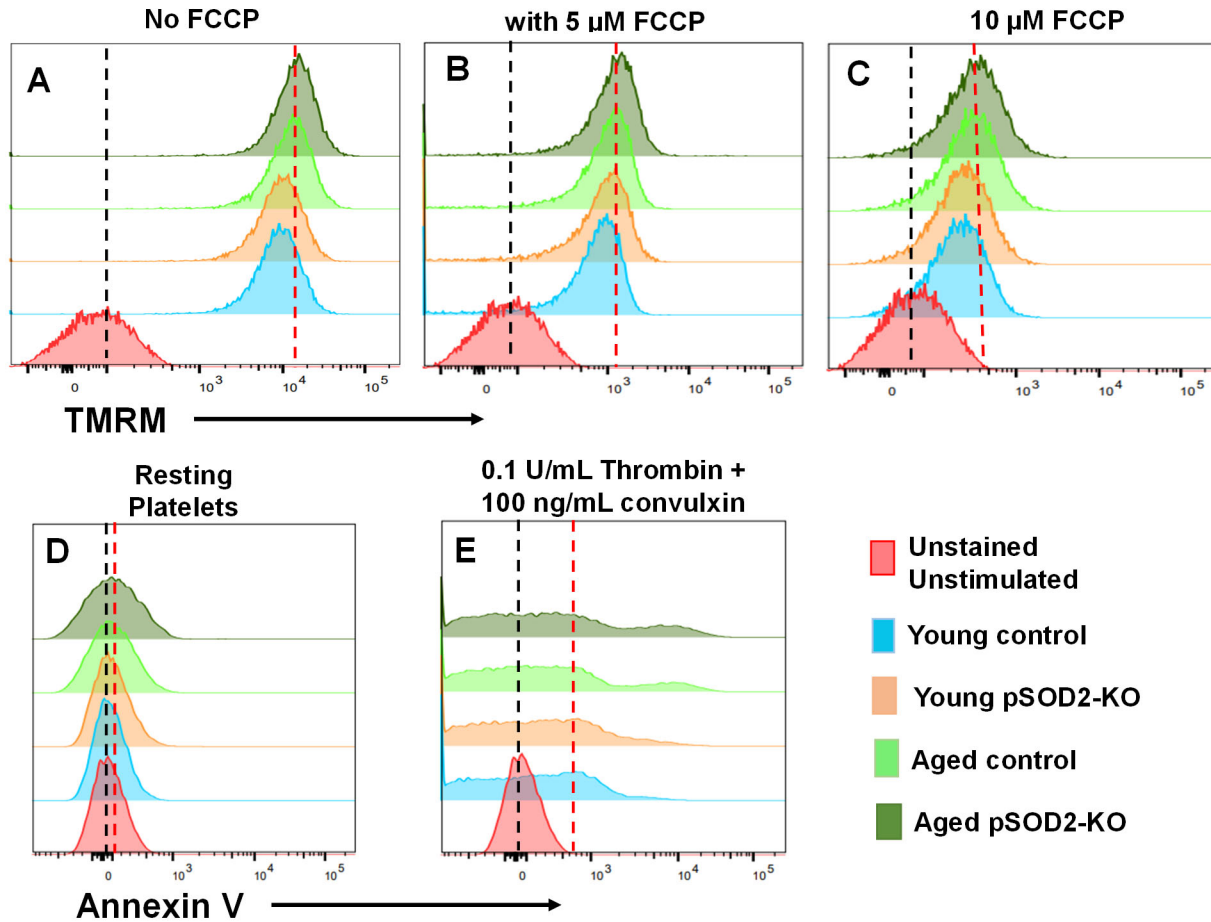 No FCCP
with 5 µM FCCP
10 µM FCCP
A
B
C
0 10³ 10⁴ 10⁵
0 10³ 10⁴ 10⁵
0 10³ 10⁴ 10⁵
TMRM
Resting
Platelets
0.1 U/mL Thrombin +
100 ng/mL convulxin
D
E
0 10³ 10⁴ 10⁵
0 10³ 10⁴ 10⁵
Annexin V
Unstained
Unstimulated
Young control
Young pSOD2-KO
Aged control
Aged pSOD2-KO